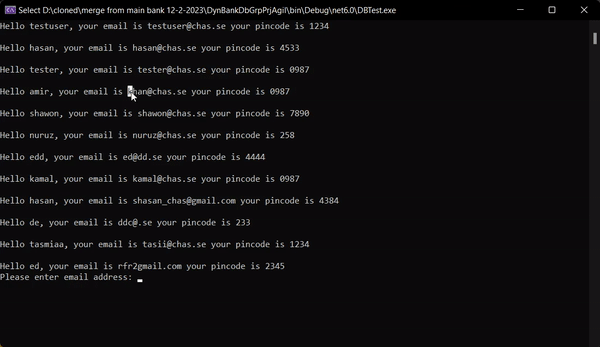 Select D:\cloned\merge from main bank 12-2-2023\DynBankDbGrpPrjAgil\bin\Debug\net6.0\DBTest.exe
Hello testuser, your email is testuser@chas.se your pincode is 1234
Hello hasan, your email is hasan@chas.se your pincode is 4533
Hello tester, your email is tester@chas.se your pincode is 0987
Hello amir, your email is khan@chas.se your pincode is 0987
Hello shawon, your email is shawon@chas.se your pincode is 7890
Hello nuruz, your email is nuruz@chas.se your pincode is 258
Hello edd, your email is ed@dd.se your pincode is 4444
Hello kamal, your email is kamal@chas.se your pincode is 0987
Hello hasan, your email is shasan_chas@gmail.com your pincode is 4384
Hello de, your email is ddc@.se your pincode is 233
Hello tasmiaa, your email is tasii@chas.se your pincode is 1234
Hello ed, your email is rfr2gmail.com your pincode is 2345
Please enter email address: